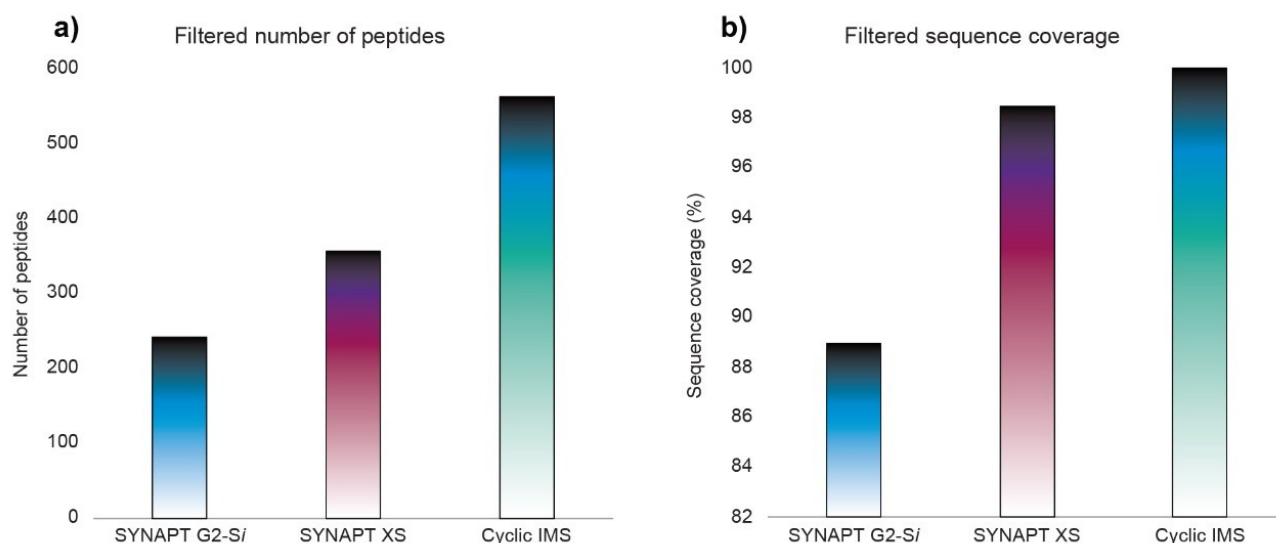 a)
Filtered number of peptides
Number of peptides
600
500
400
300
200
100
0
SYNAPT G2-Si
SYNAPT XS
Cyclic IMS
b)
Filtered sequence coverage
Sequence coverage (%)
100
98
96
94
92
90
88
86
84
82
SYNAPT G2-Si
SYNAPT XS
Cyclic IMS